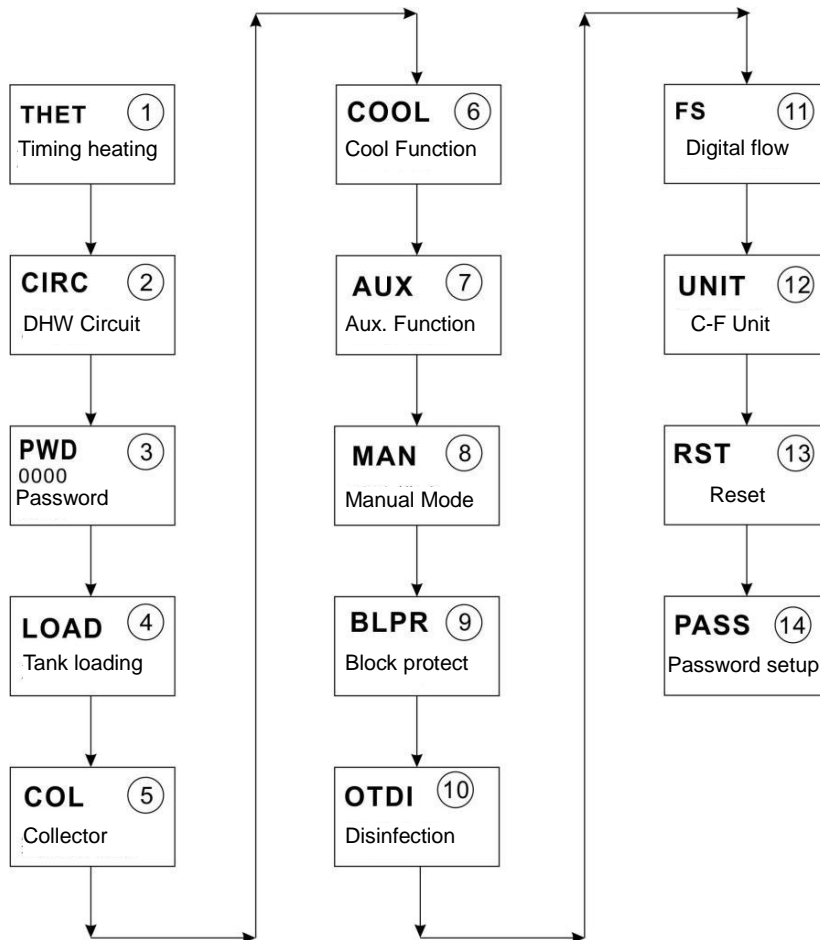 THET 1
Timing heating
CIRC 2
DHW Circuit
PWD 3
0000
Password
LOAD 4
Tank loading
COL 5
Collector
COOL 6
Cool Function
AUX 7
Aux. Function
MAN 8
Manual Mode
BLPR 9
Block protect
OTDI 10
Disinfection
FS 11
Digital flow
UNIT 12
C-F Unit
RST 13
Reset
PASS 14
Password setup